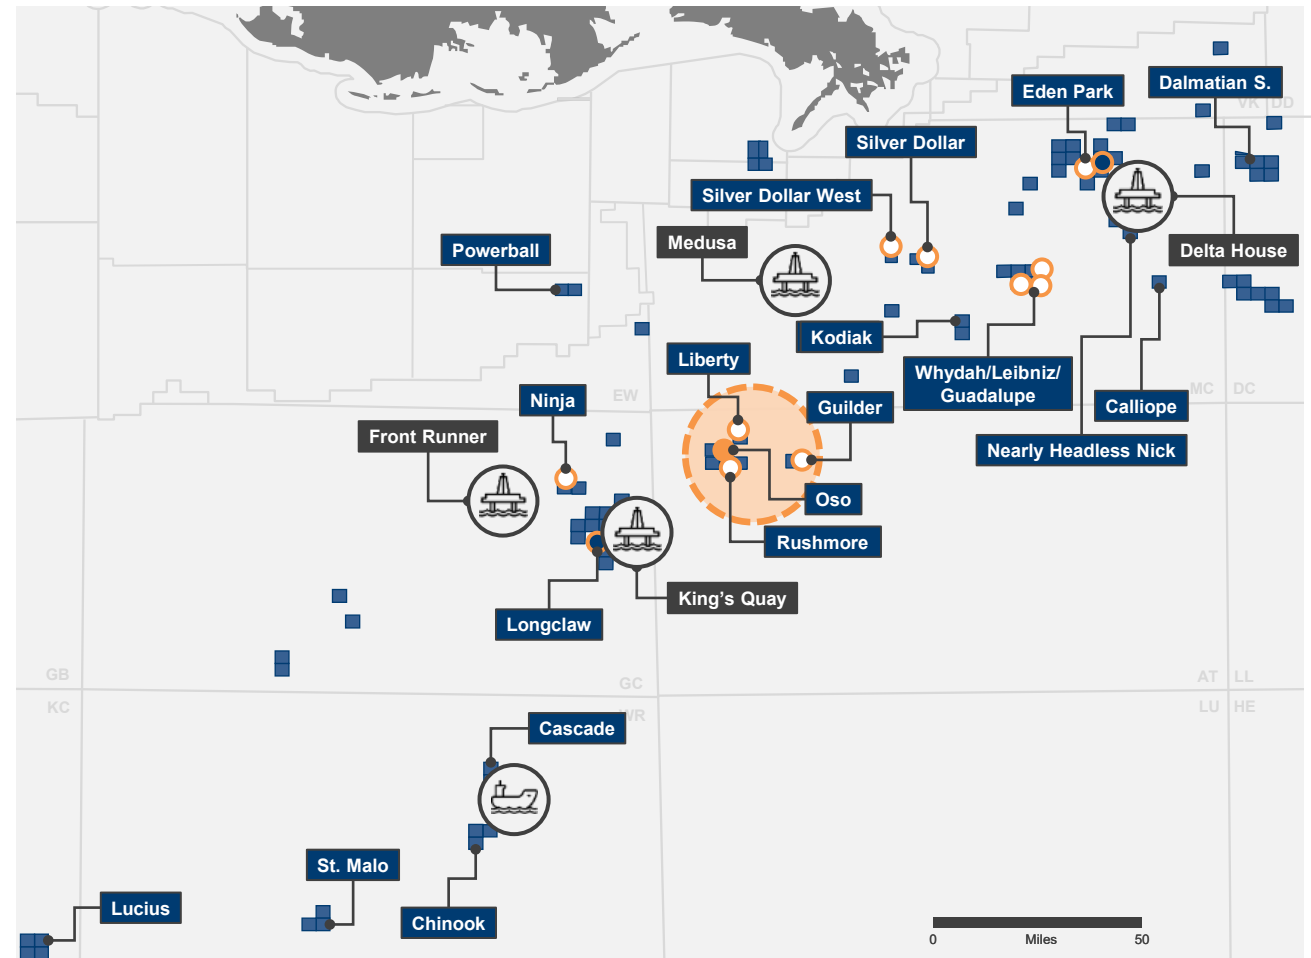 Eden Park
Dalmatian S.
VK DD
Silver Dollar
Silver Dollar West
Medusa
Powerball
Delta House
Kodiak
Liberty
Whydah/Leibniz/
Guadalupe
MC DC
Calliope
EW
Ninja
Guilder
Front Runner
Nearly Headless Nick
Oso
Rushmore
King’s Quay
Longclaw
GB
GC
AT LL
KC
WR
LU HE
Cascade
St. Malo
Lucius
Chinook
0 Miles 50